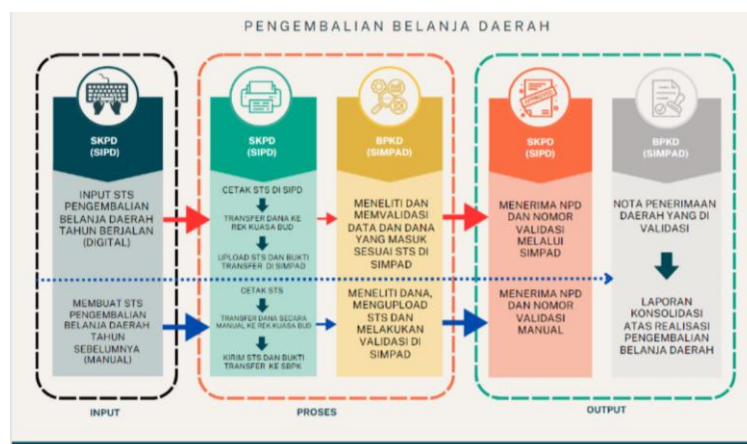 PENGEMBALIAN BELANJA DAERAH
SKPD
(SIPD)
INPUT STS
PENGEMBALIAN
BELANJA DAERAH
TAHUN BERJALAN
(DIGITAL)
MEMBUAT STS
PENGEMBALIAN
BELANJA DAERAH
TAHUN
SEBELUMNYA
(MANUAL)
INPUT
SKPD
(SIPD)
CETAK STS DI SIPD
TRANSFER DANA KE
REK KUASA BUD
UPLOAD STS DAN BUKTI
TRANSFER DI SIMPAD
CETAK STS
TRANSFER DANA SECARA
MANUAL KE REK KUASA BUD
KIRIM STS DAN BUKTI
TRANSFER KE SBPK
BPKD
(SIMPAD)
MENELITI DAN
MEMVALIDASI
DATA DAN DANA
YANG MASUK
SESUAI STS DI
SIMPAD
MENELITI DANA,
MENGUPLOAD
STS DAN
MELAKUKAN
VALIDASI DI
SIMPAD
PROSES
APPROVED
SKPD
(SIPD)
MENERIMA NPD
DAN NOMOR
VALIDASI
MELALUI
SIMPAD
MENERIMA NPD
DAN NOMOR
VALIDASI
MANUAL
BPKD
(SIMPAD)
NOTA PENERIMAAN
DAERAH YANG DI
VALIDASI
LAPORAN
KONSOLIDASI
ATAS REALISASI
PENGEMBALIAN
BELANJA DAERAH
OUTPUT